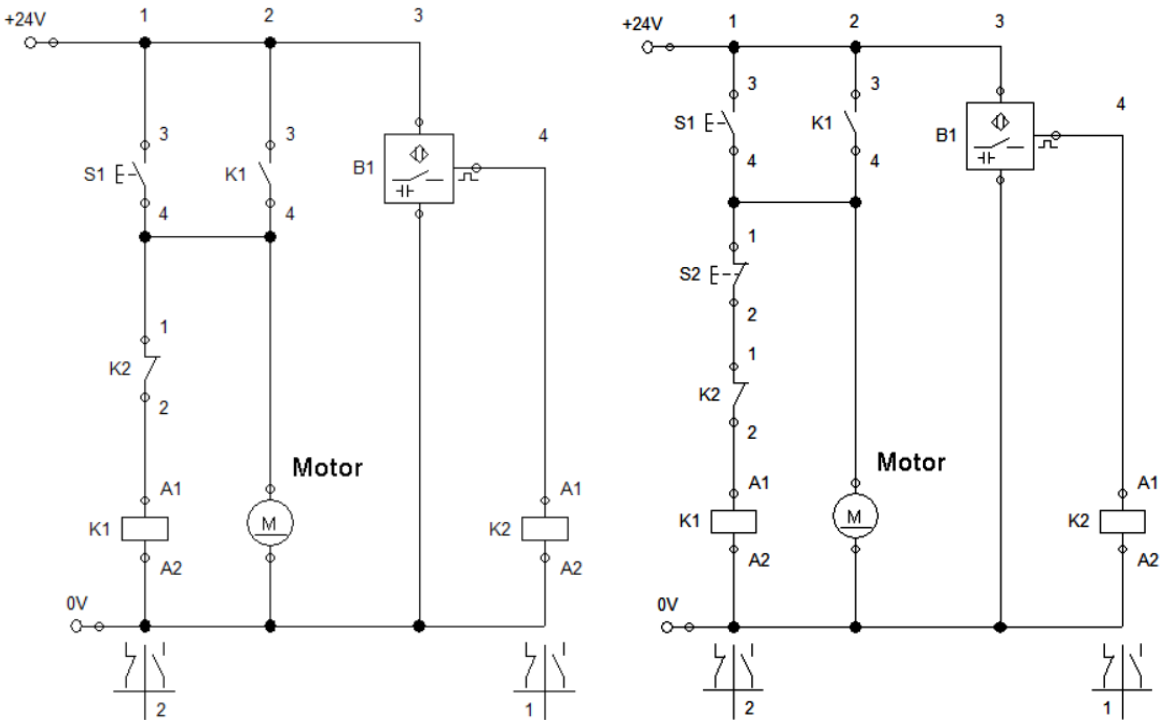 1 2 3
+24V
3 3
4
S1 K1 B1
4 4
1
K2
2
Motor
A1 A1
K1 M K2
A2 A2
0V
2 1
1 2 3
+24V
3 3 4
S1 K1 B1
4 4
1
S2
2
1
K2
2
Motor
A1 A1
K1 M K2
A2 A2
0V
2 1